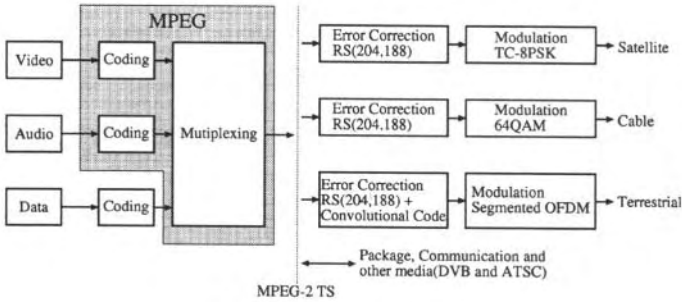 MPEG
Video
Coding
Audio
Coding
Data
Coding
Mutiplexing
Error Correction
RS(204,188)
Modulation
TC-8PSK
Satellite
Error Correction
RS(204,188)
Modulation
64QAM
Cable
Error Correction
RS(204,188) +
Convolutional Code
Modulation
Segmented OFDM
Terrestrial
Package, Communication and
other media(DVB and ATSC)
MPEG-2 TS